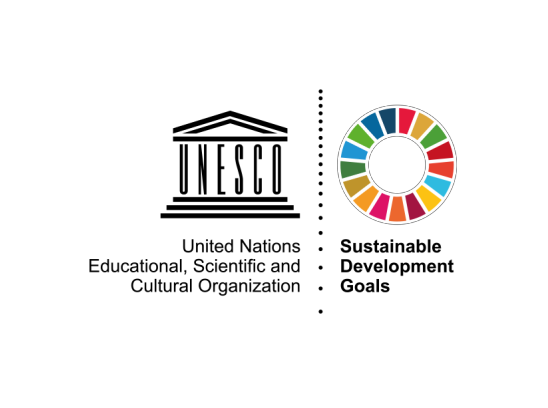 UNESCO
United Nations
Educational, Scientific and
Cultural Organization
Sustainable
Development
Goals